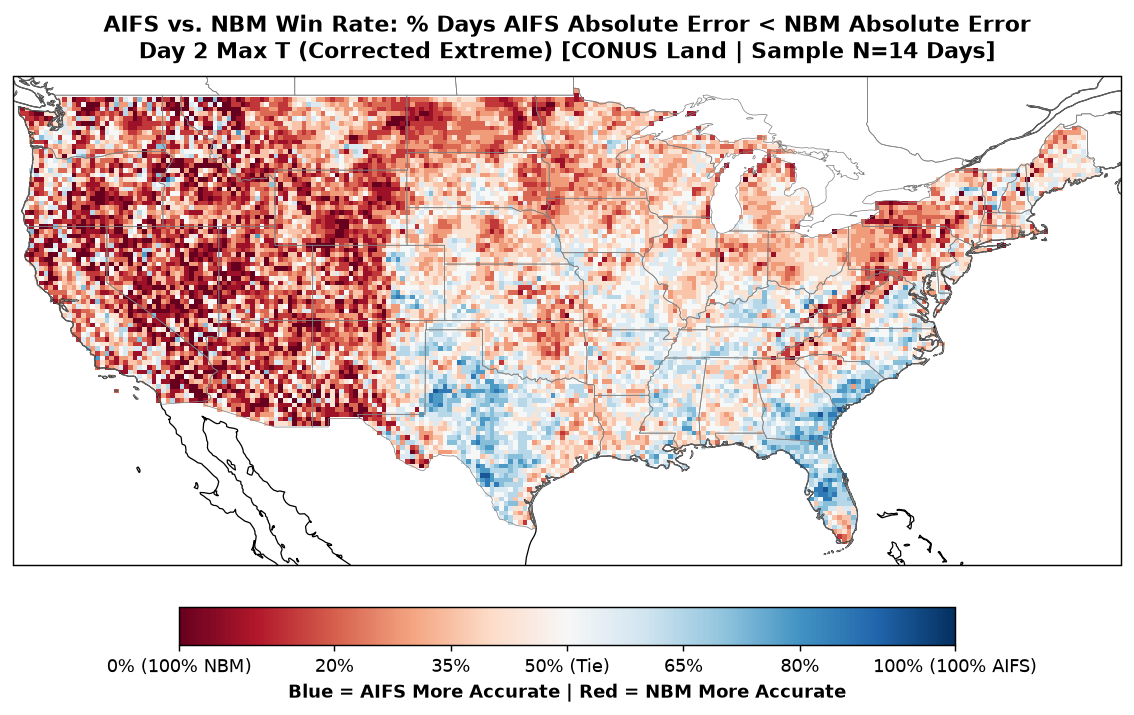 AIFS vs. NBM Win Rate: % Days AIFS Absolute Error < NBM Absolute Error
Day 2 Max T (Corrected Extreme) [CONUS Land | Sample N=14 Days]
0% (100% NBM) 20% 35% 50% (Tie) 65% 80% 100% (100% AIFS)
Blue = AIFS More Accurate | Red = NBM More Accurate